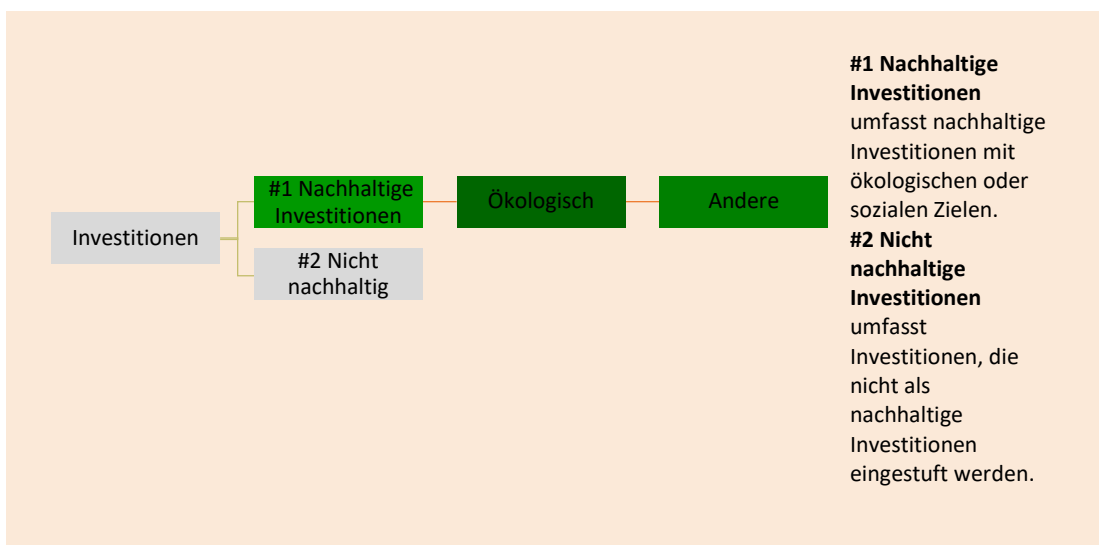 Investitionen
#1 Nachhaltige
Investitionen
#2 Nicht
nachhaltig
Ökologisch
Andere
#1 Nachhaltige
Investitionen
umfasst nachhaltige
Investitionen mit
ökologischen oder
sozialen Zielen.
#2 Nicht
nachhaltige
Investitionen
umfasst
Investitionen, die
nicht als
nachhaltige
Investitionen
eingestuft werden.